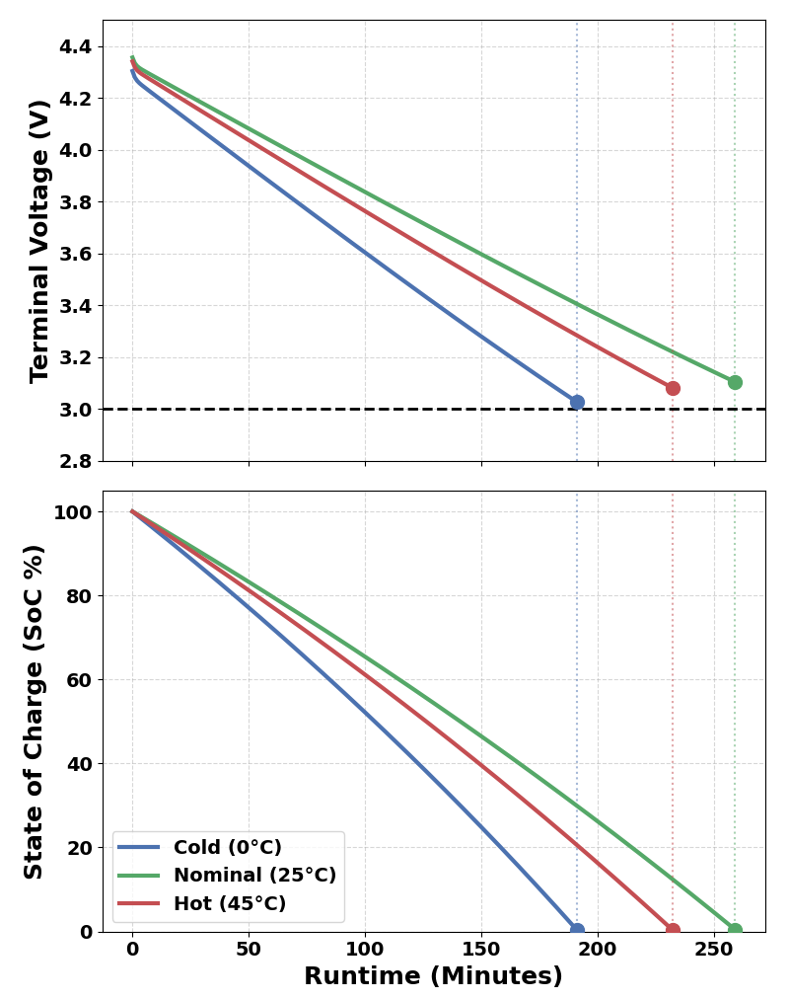 Terminal Voltage (V)
4.4
4.2
4.0
3.8
3.6
3.4
3.2
3.0
2.8
State of Charge (SoC %)
100
80
60
40
20
0
Cold (0°C)
Nominal (25°C)
Hot (45°C)
0 50 100 150 200 250
Runtime (Minutes)